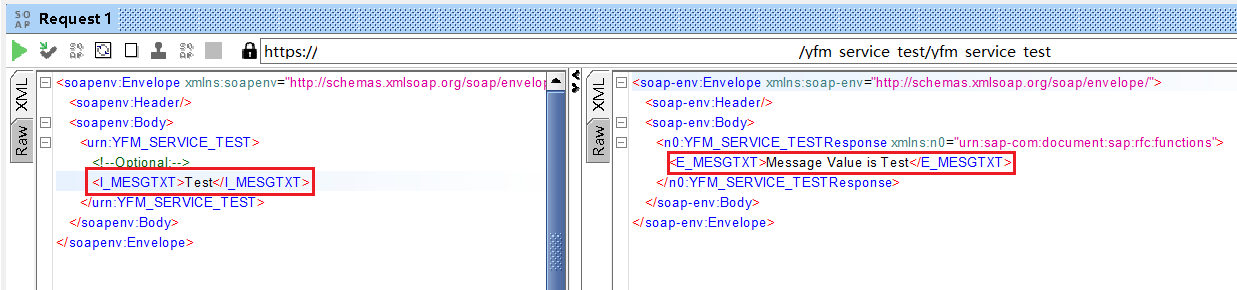 SO
AP
Request 1
SO
AP
SO
AP
https://
/yfm service test/yfm service test
XML
Raw
<soapenv:Envelope xmlns:soapenv="http://schemas.xmlsoap.org/soap/envelop
<soapenv:Header/>
<soapenv:Body>
<urn:YFM_SERVICE_TEST>
<!--Optional:-->
<I_MESGTXT>Test</I_MESGTXT>
</urn:YFM_SERVICE_TEST>
</soapenv:Body>
</soapenv:Envelope>
XML
Raw
<soap-env:Envelope xmlns:soap-env="http://schemas.xmlsoap.org/soap/envelope/">
<soap-env:Header/>
<soap-env:Body>
<n0:YFM_SERVICE_TESTResponse xmlns:n0="urn:sap-com:document:sap:rfc:functions">
<E_MESGTXT>Message Value is Test</E_MESGTXT>
</n0:YFM_SERVICE_TESTResponse>
</soap-env:Body>
</soap-env:Envelope>